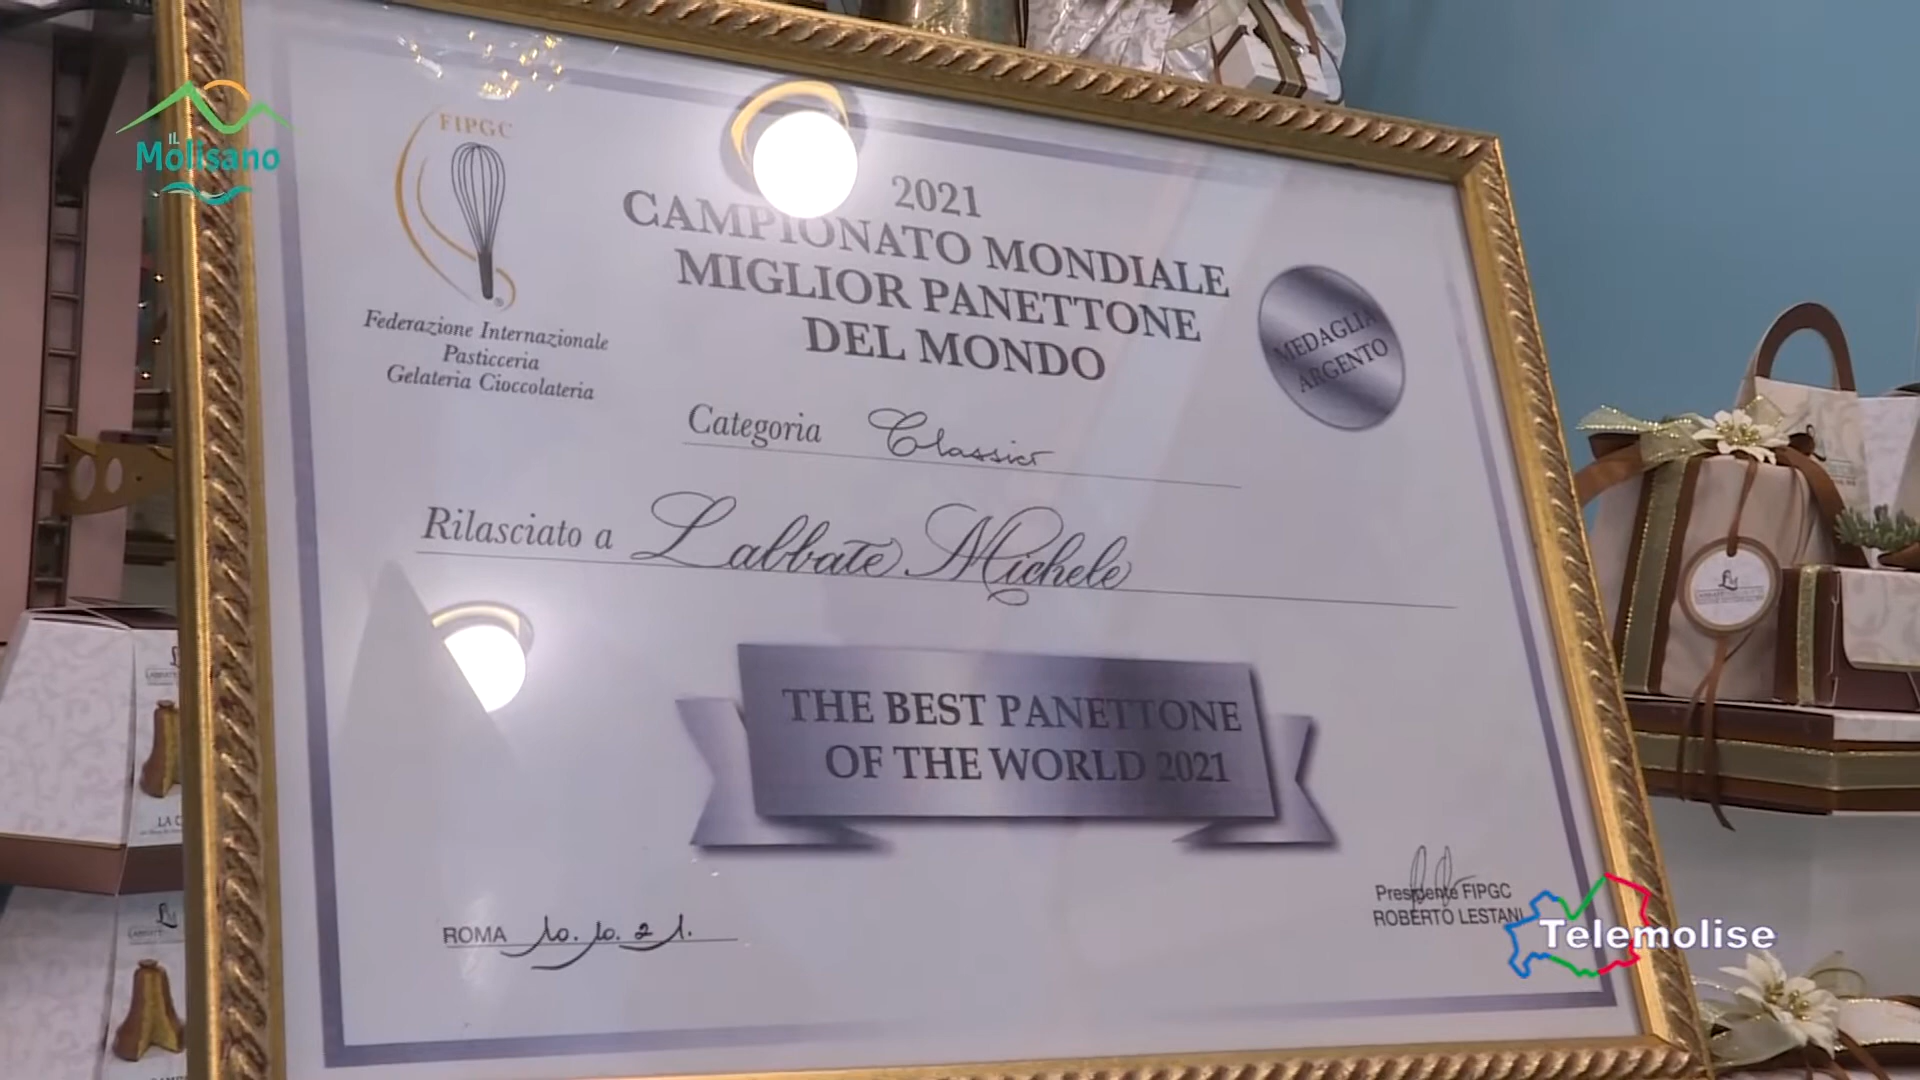 IL
Molisano
FIPGC
Federazione Internazionale
Pasticceria
Gelateria Cioccolateria
2021
CAMPIONATO MONDIALE
MIGLIOR PANETTONE
DEL MONDO
MEDAGLIA
ARGENTO
Categoria Classico
Rilasciato a Labbate Michele
THE BEST PANETTONE
OF THE WORLD 2021
ROMA 10.10.21.
Presidente FIPGC
ROBERTO LESTANI
Telemolise